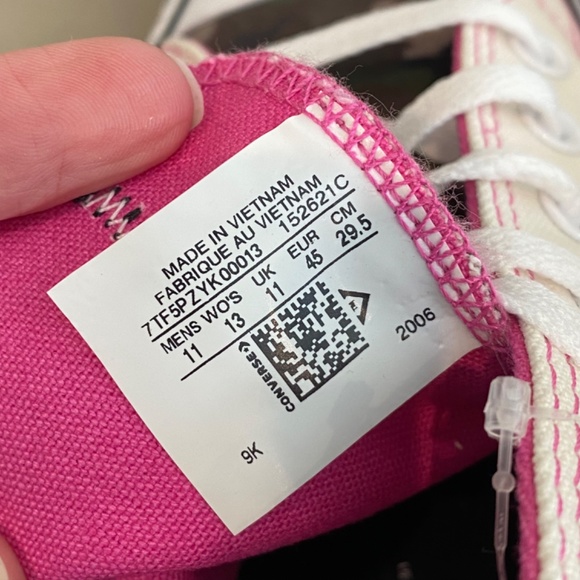 MADE IN VIETNAM
FABRIQUE AU VIETNAM
7TF5PZYK00013 152621C
MENS WO'S UK EUR CM
11 13 11 45 29.5
CONVERSE
2006
9K